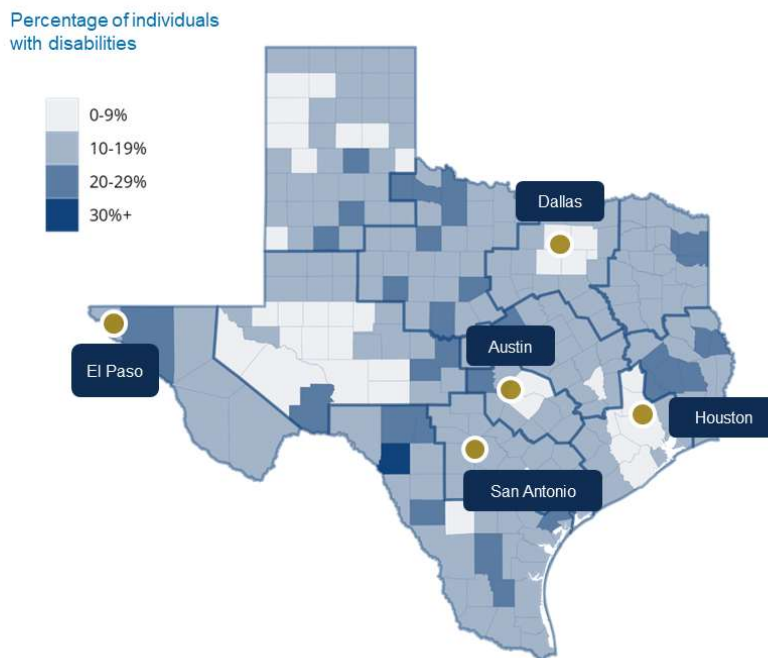 Percentage of individuals
with disabilities
0-9%
10-19%
20-29%
30%+
Dallas
Austin
El Paso
Houston
San Antonio